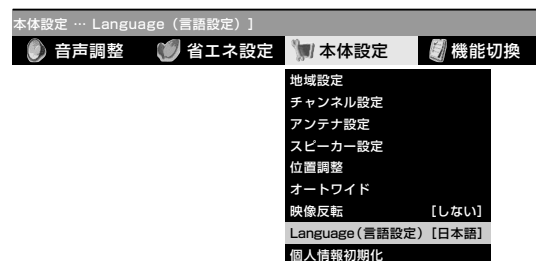 本体設定 … Language（言語設定）]
音声調整 省エネ設定 本体設定 機能切換
地域設定
チャンネル設定
アンテナ設定
スピーカー設定
位置調整
オートワイド
映像反転 [しない]
Language(言語設定) [日本語]
個人情報初期化